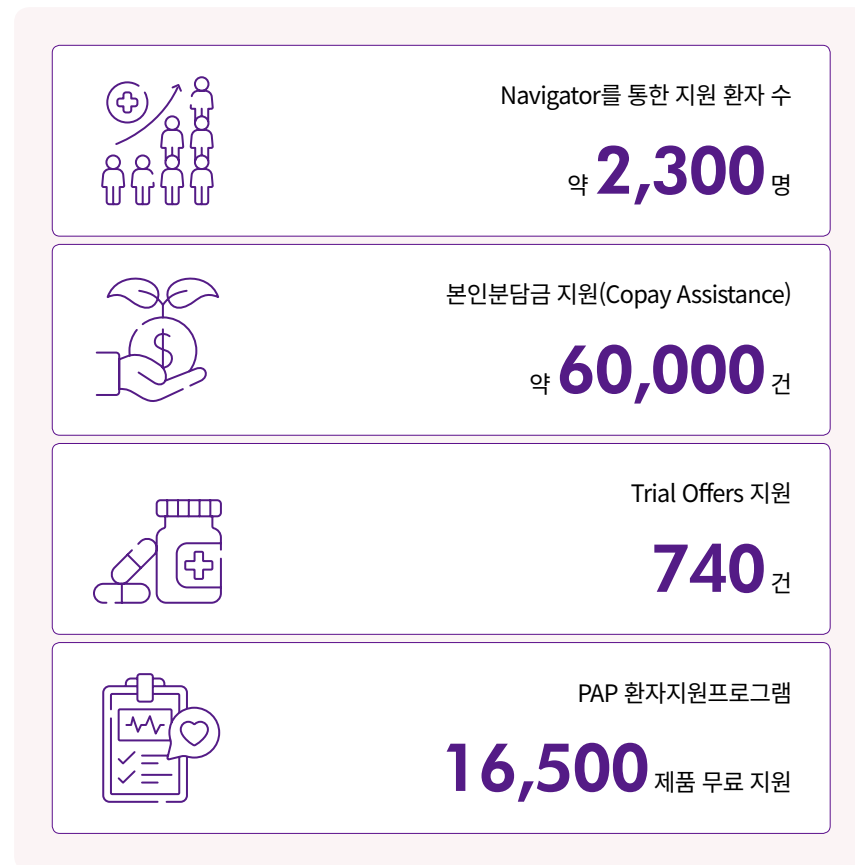 Navigator를 통한 지원 환자 수
약 2,300 명
본인분담금 지원(Copay Assistance)
약 60,000 건
Trial Offers 지원
740 건
PAP 환자지원프로그램
16,500 제품 무료 지원